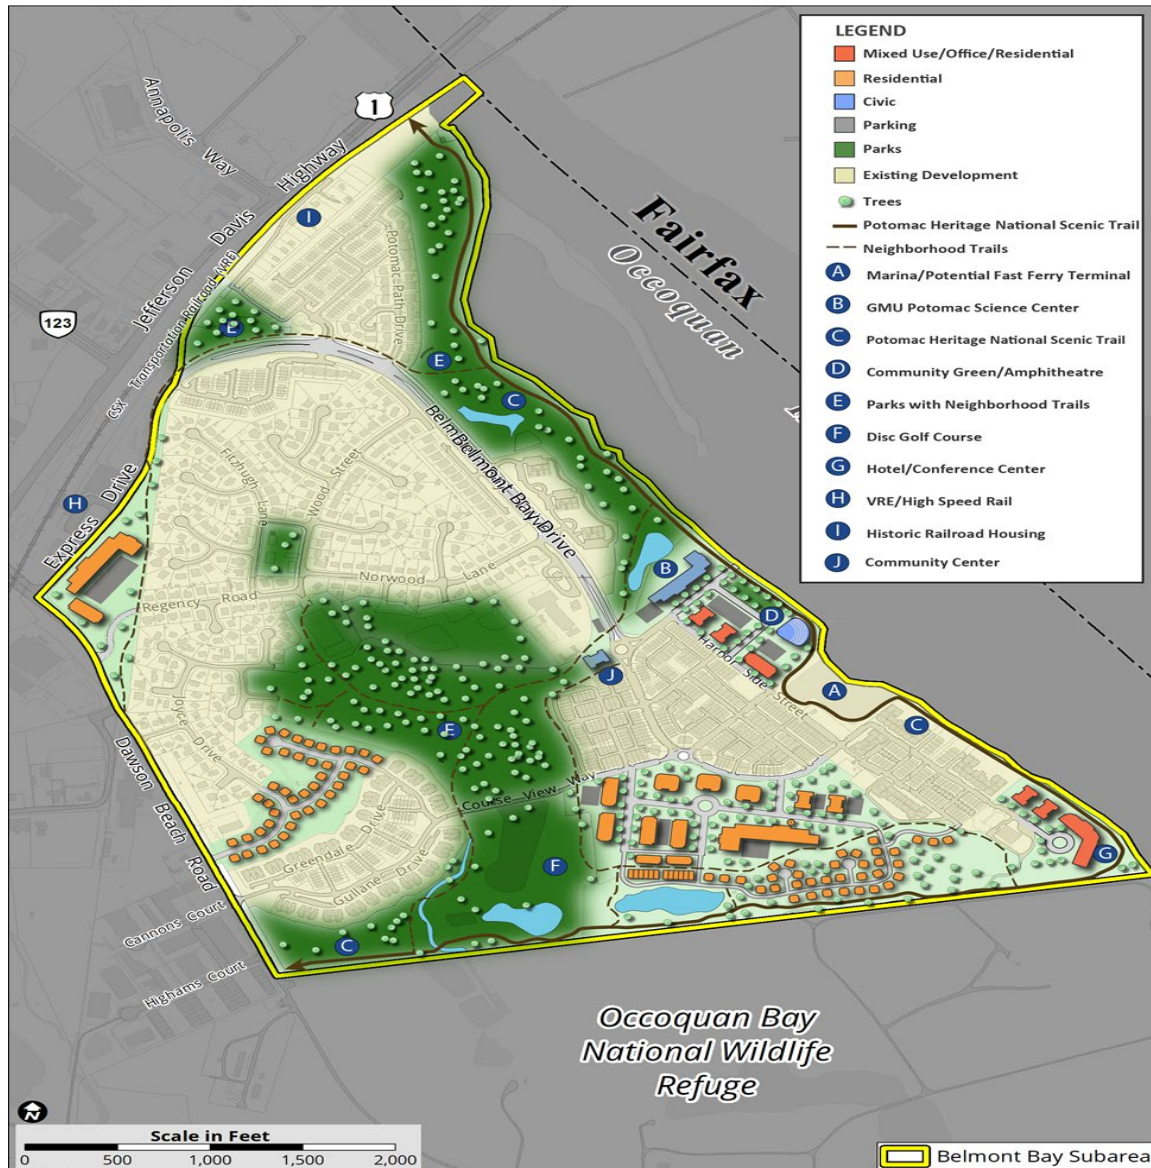 LEGEND
Mixed Use/Office/Residential
Residential
Civic
Parking
Parks
Existing Development
Trees
Potomac Heritage National Scenic Trail
Neighborhood Trails
A Marina/Potential Fast Ferry Terminal
B GMU Potomac Science Center
C Potomac Heritage National Scenic Trail
D Community Green/Amphitheatre
E Parks with Neighborhood Trails
F Disc Golf Course
G Hotel/Conference Center
H VRE/High Speed Rail
I Historic Railroad Housing
J Community Center
Annapolis Way
1
Jefferson Davis Highway
I
Fairfax
Occoquan
Potomac Path Drive
123
CSX Transportation Railroad (VRE)
E
E
C
Belmont Bay Drive
Fitzhugh Lane
Wood Street
H
Express Drive
Norwood Lane
Regency Road
B
D
Harbor Side Street
J
A
C
Joyce Drive
E
Dawson Beach Road
Course View Way
Greendale Drive
Gullane Drive
F
G
Cannons Court
C
Highams Court
Occoquan Bay
National Wildlife
Refuge
N
Scale in Feet
0 500 1,000 1,500 2,000
Belmont Bay Subarea